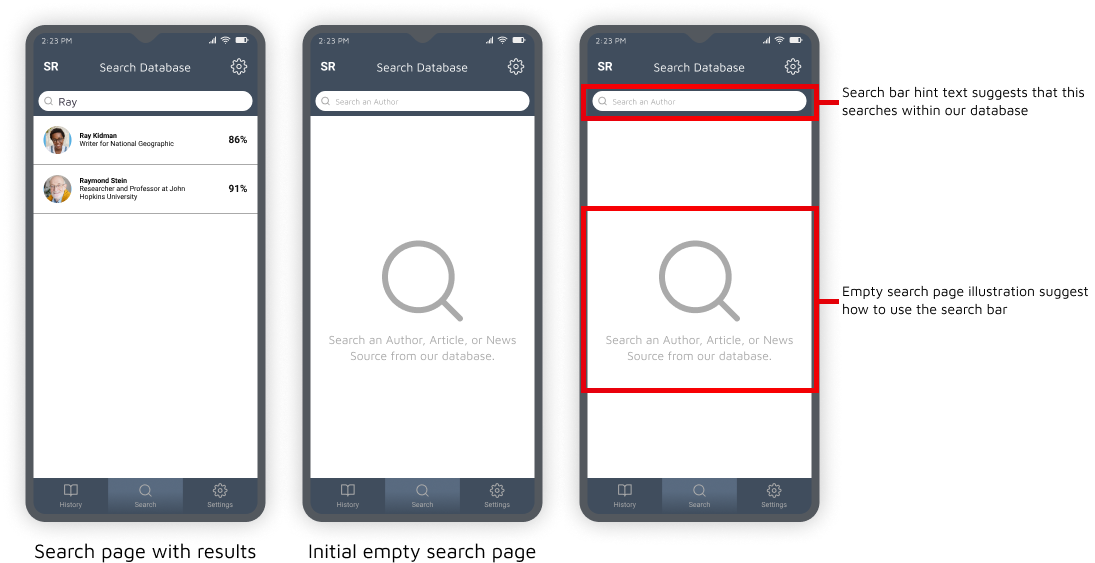 2:23 PM
SR
Search Database
Ray
Ray Kidman
Writer for National Geographic
86%
Raymond Stein
Researcher and Professor at John
Hopkins University
91%
History
Search
Settings
Search page with results
2:23 PM
SR
Search Database
Search an Author
Search an Author, Article, or News
Source from our database.
History
Search
Settings
Initial empty search page
2:23 PM
SR
Search Database
Search an Author
Search an Author, Article, or News
Source from our database.
History
Search
Settings
Search bar hint text suggests that this
searches within our database
Empty search page illustration suggest
how to use the search bar